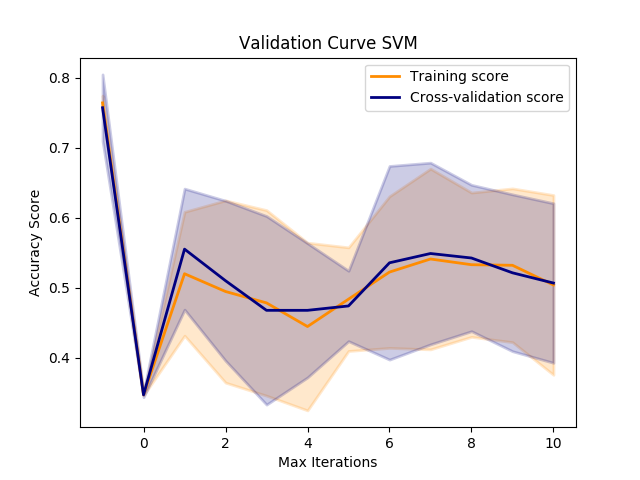 Validation Curve SVM
Training score
Cross-validation score
Accuracy Score
0.8
0.7
0.6
0.5
0.4
0 2 4 6 8 10
Max Iterations